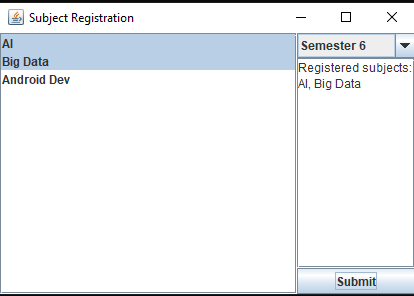 Subject Registration
AI
Big Data
Android Dev
Semester 6
Registered subjects:
AI, Big Data
Submit